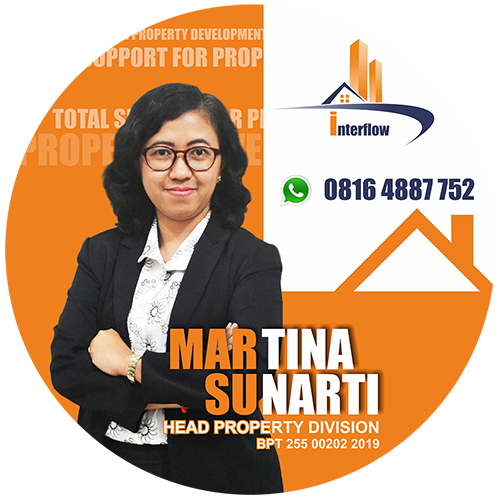 PROPERTY DEVELOPMENT
SUPPORT FOR PROP
TOTAL
PROPE
interflow
0816 4887 752
MARTINA
SUNARTI
HEAD PROPERTY DIVISION
BPT 255 00202 2019